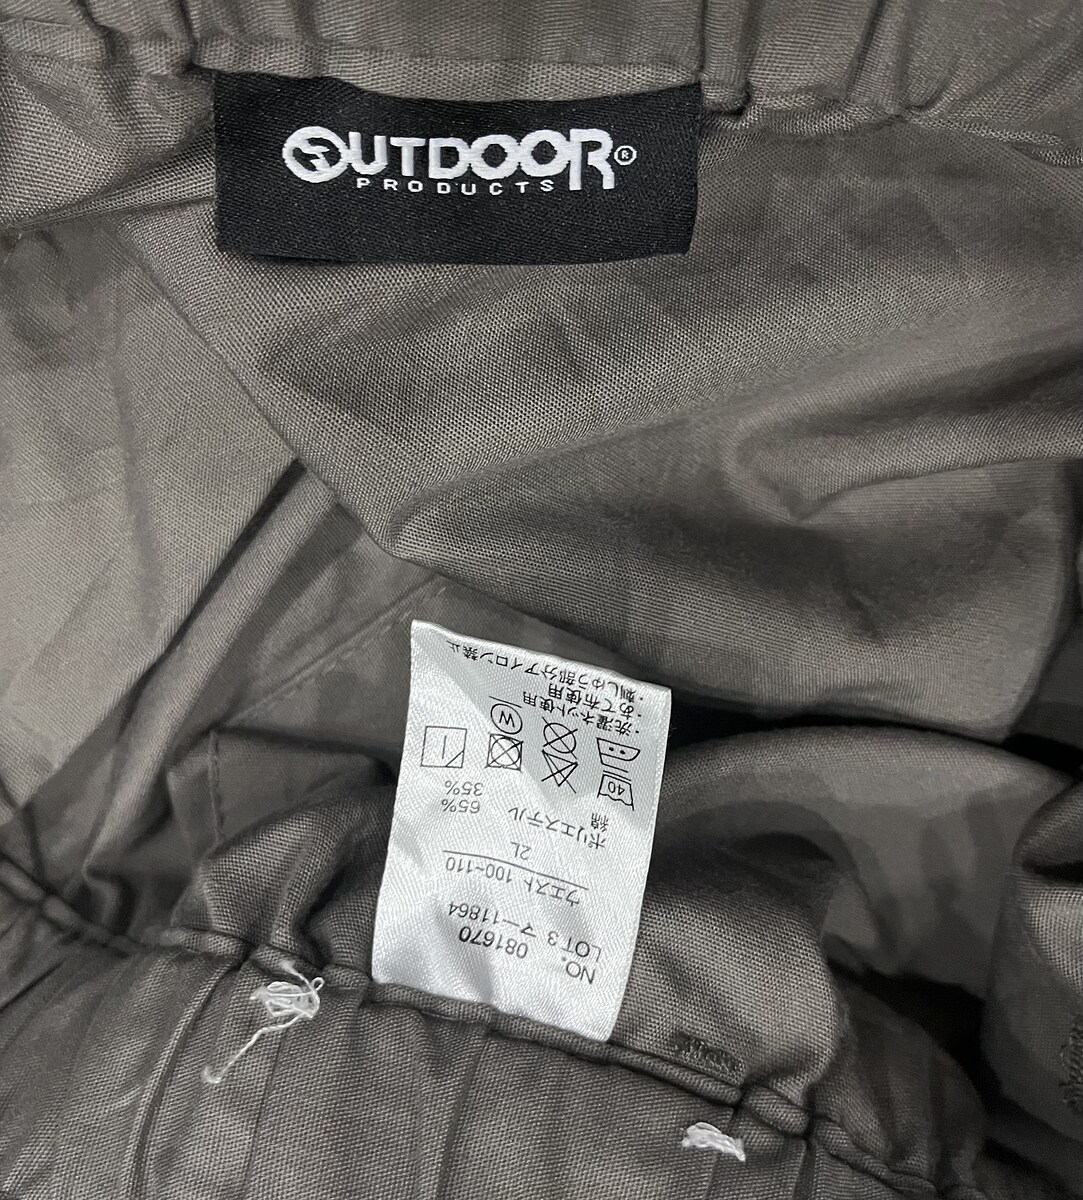 OUTDOOR®
PRODUCTS
NO.
081670
LOT3 マー11864
ウエスト 100~110
2L
綿
35%
ポリエステル 65%
40
W
・洗濯ネット使用
・あて布使用
・刺しゅう部分アイロン禁止